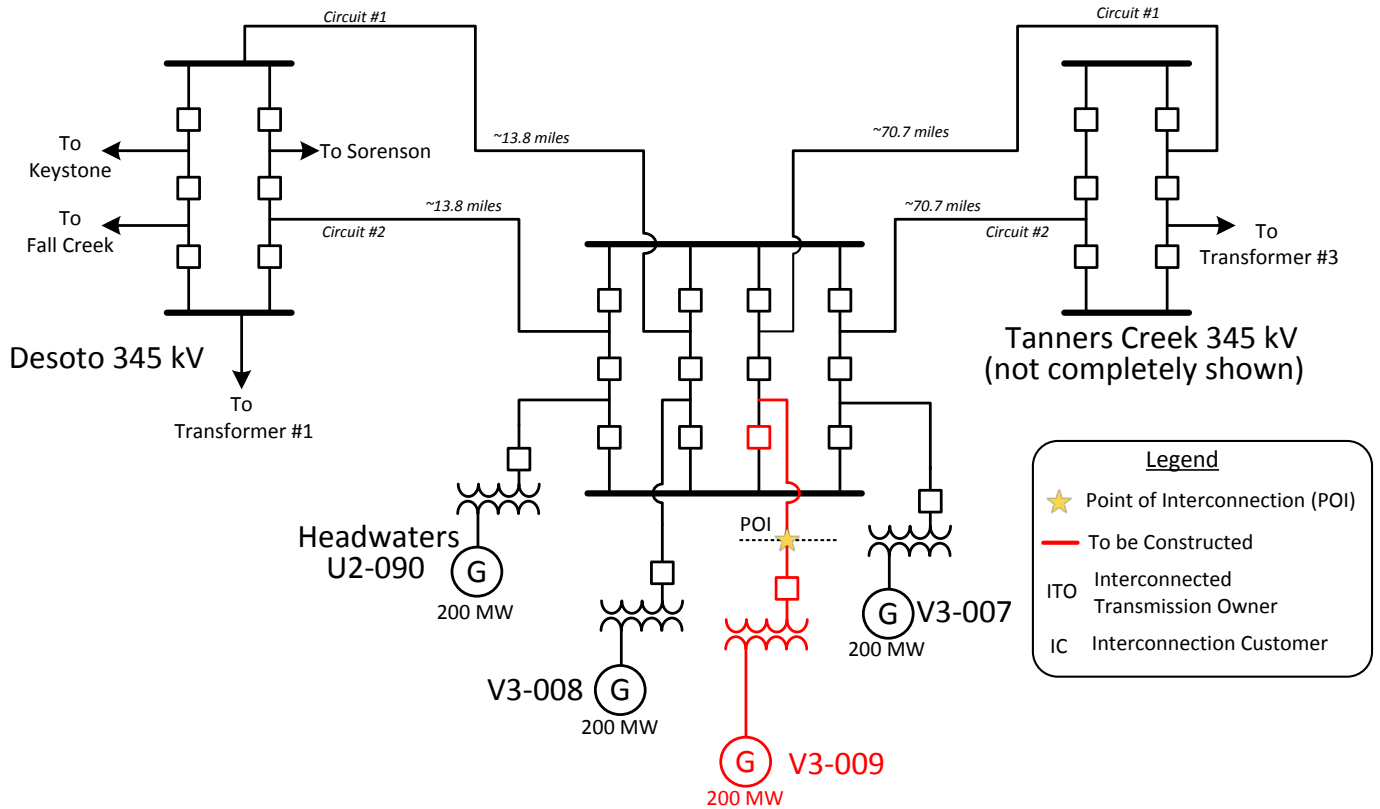 Circuit #1
Circuit #1
~13.8 miles
~70.7 miles
To
Keystone
To Sorenson
To
Fall Creek
~13.8 miles
Circuit #2
~70.7 miles
Circuit #2
To
Transformer #3
Desoto 345 kV
Tanners Creek 345 kV
(not completely shown)
To
Transformer #1
Headwaters
U2-090
G
200 MW
POI
V3-008
G
200 MW
G
V3-009
200 MW
G
V3-007
200 MW
Legend
Point of Interconnection (POI)
To be Constructed
ITO Interconnected
Transmission Owner
IC Interconnection Customer